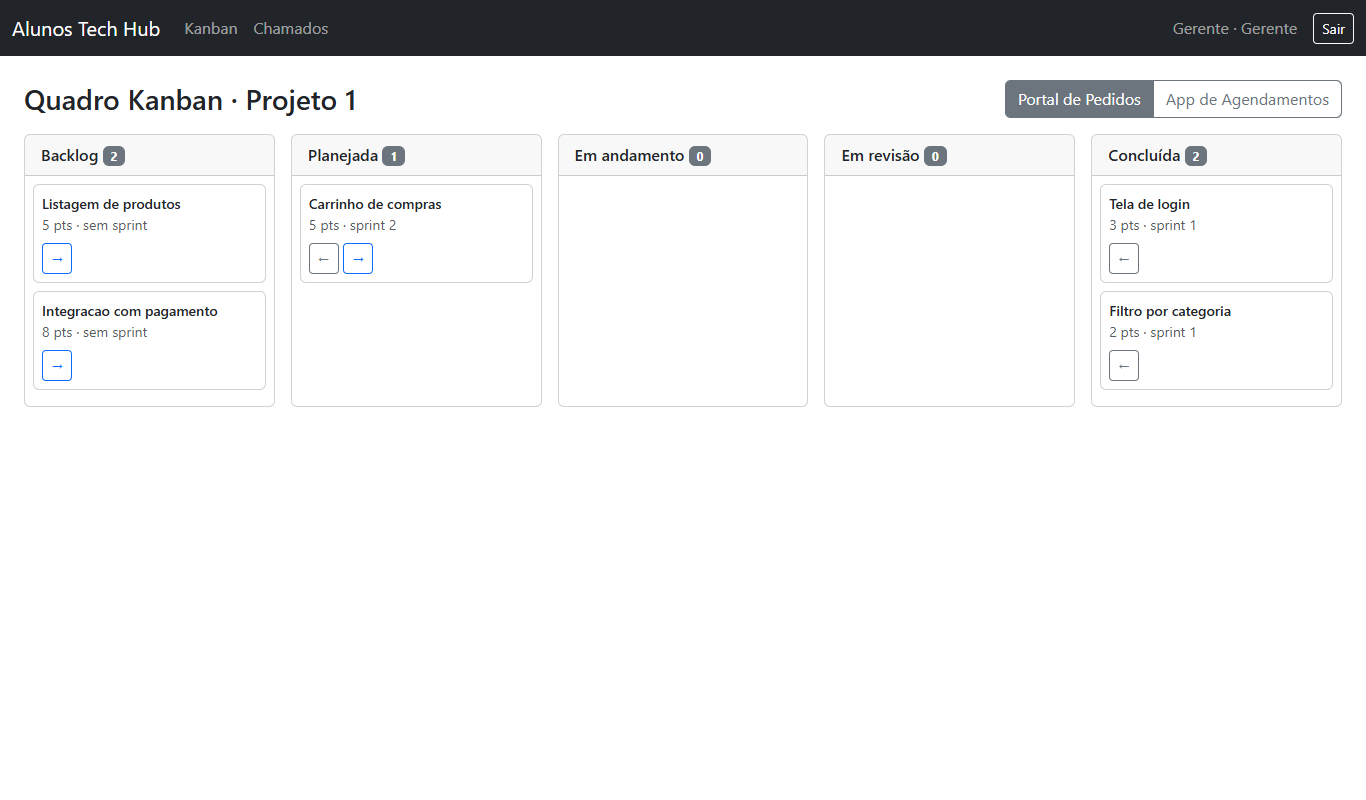 Alunos Tech Hub Kanban Chamados Gerente · Gerente Sair
Quadro Kanban · Projeto 1 Portal de Pedidos App de Agendamentos
Backlog 2
Listagem de produtos
5 pts · sem sprint
→
Integracao com pagamento
8 pts · sem sprint
→
Planejada 1
Carrinho de compras
5 pts · sprint 2
← →
Em andamento 0
Em revisão 0
Concluída 2
Tela de login
3 pts · sprint 1
←
Filtro por categoria
2 pts · sprint 1
←